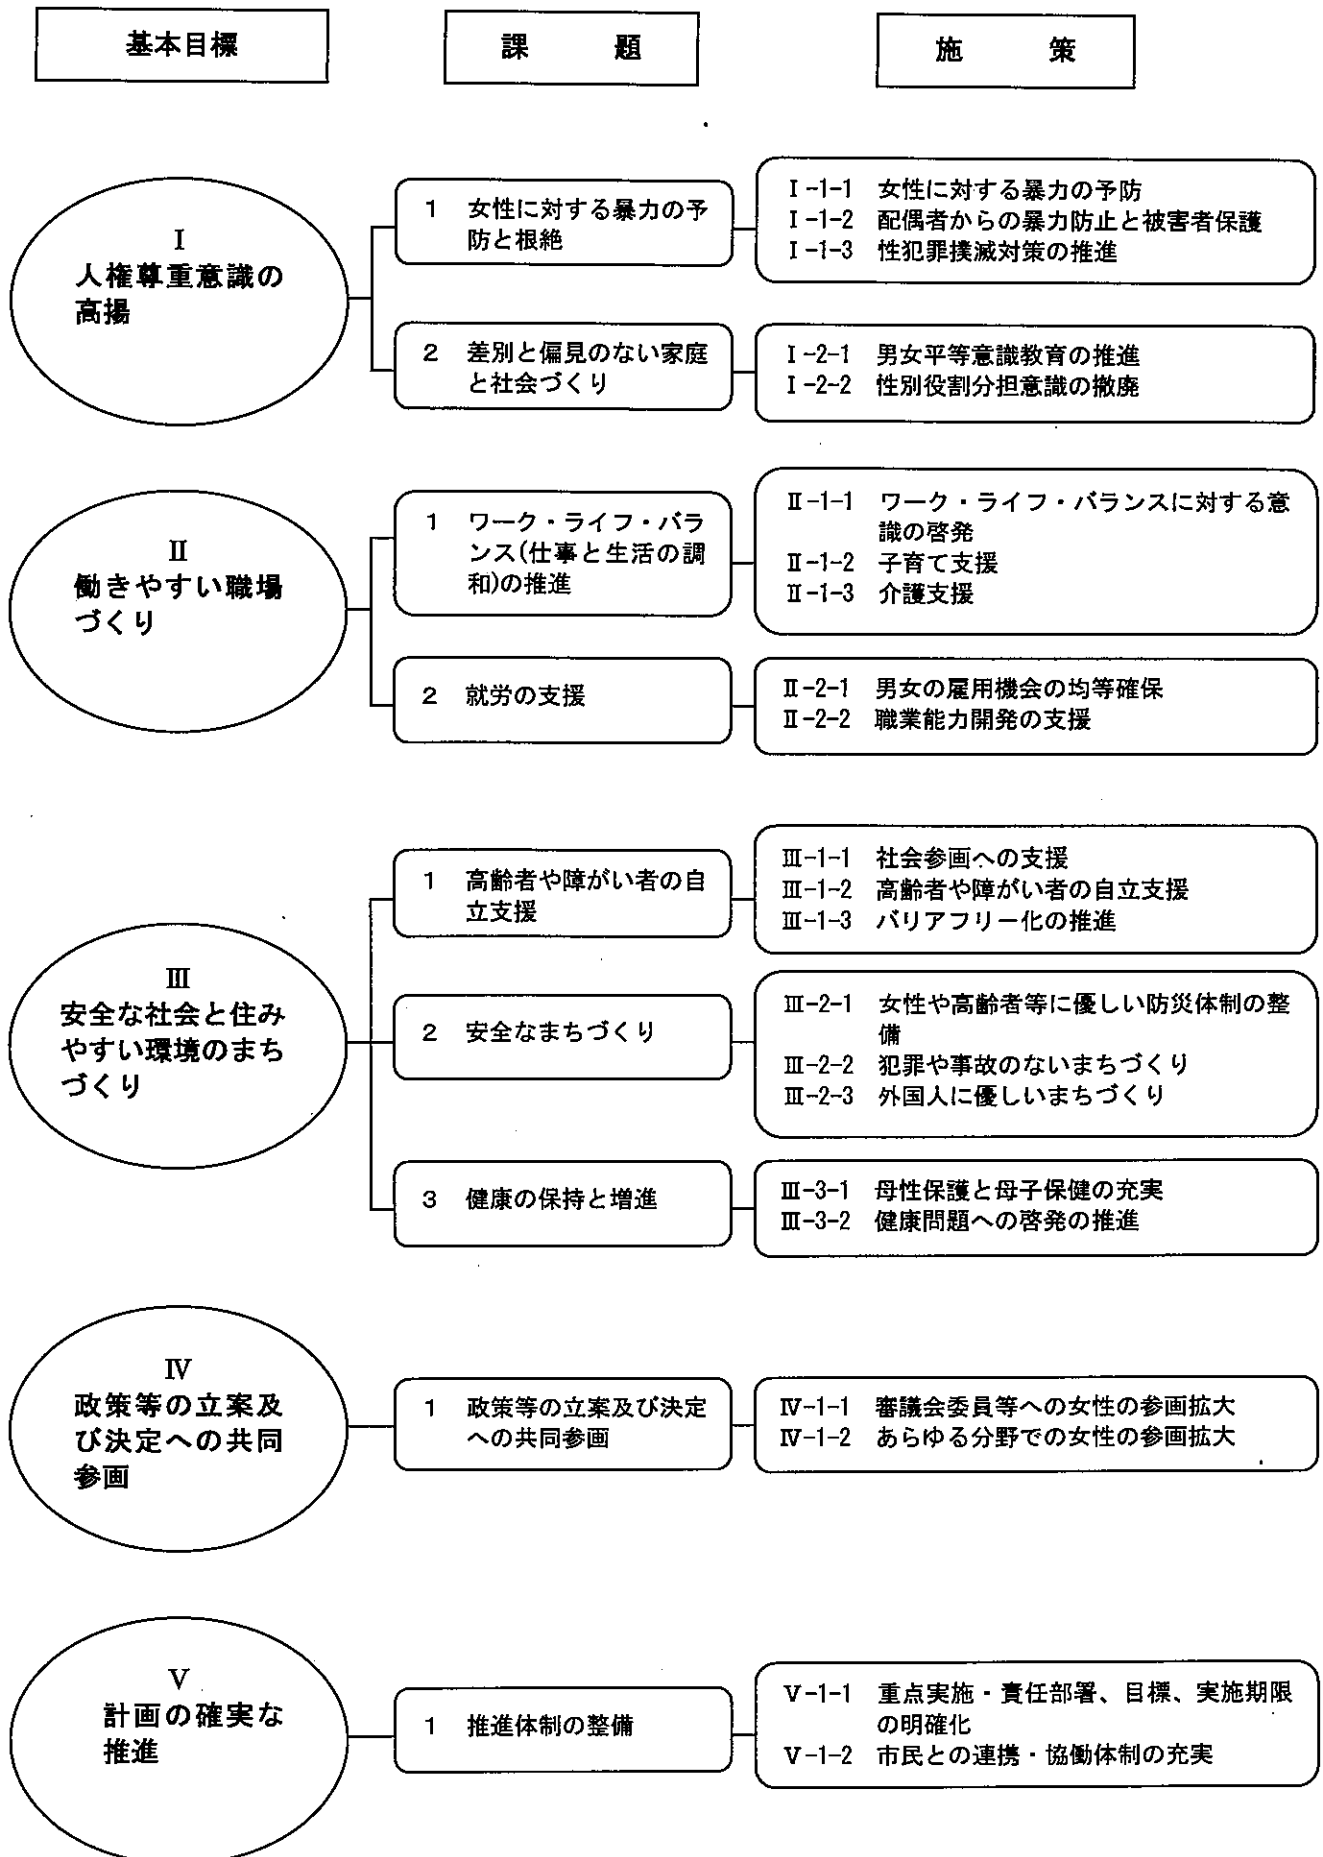 基本目標
課　題
施　策
Ⅰ
人権尊重意識の
高揚
1　女性に対する暴力の予
防と根絶
Ⅰ-1-1　女性に対する暴力の予防
Ⅰ-1-2　配偶者からの暴力防止と被害者保護
Ⅰ-1-3　性犯罪撲滅対策の推進
2　差別と偏見のない家庭
と社会づくり
Ⅰ-2-1　男女平等意識教育の推進
Ⅰ-2-2　性別役割分担意識の撤廃
Ⅱ
働きやすい職場
づくり
1　ワーク・ライフ・バラ
ンス(仕事と生活の調
和)の推進
Ⅱ-1-1　ワーク・ライフ・バランスに対する意
識の啓発
Ⅱ-1-2　子育て支援
Ⅱ-1-3　介護支援
2　就労の支援
Ⅱ-2-1　男女の雇用機会の均等確保
Ⅱ-2-2　職業能力開発の支援
Ⅲ
安全な社会と住み
やすい環境のまち
づくり
1　高齢者や障がい者の自
立支援
Ⅲ-1-1　社会参画への支援
Ⅲ-1-2　高齢者や障がい者の自立支援
Ⅲ-1-3　バリアフリー化の推進
2　安全なまちづくり
Ⅲ-2-1　女性や高齢者等に優しい防災体制の整
備
Ⅲ-2-2　犯罪や事故のないまちづくり
Ⅲ-2-3　外国人に優しいまちづくり
3　健康の保持と増進
Ⅲ-3-1　母性保護と母子保健の充実
Ⅲ-3-2　健康問題への啓発の推進
Ⅳ
政策等の立案及
び決定への共同
参画
1　政策等の立案及び決定
への共同参画
Ⅳ-1-1　審議会委員等への女性の参画拡大
Ⅳ-1-2　あらゆる分野での女性の参画拡大
Ⅴ
計画の確実な
推進
1　推進体制の整備
Ⅴ-1-1　重点実施・責任部署、目標、実施期限
の明確化
Ⅴ-1-2　市民との連携・協働体制の充実